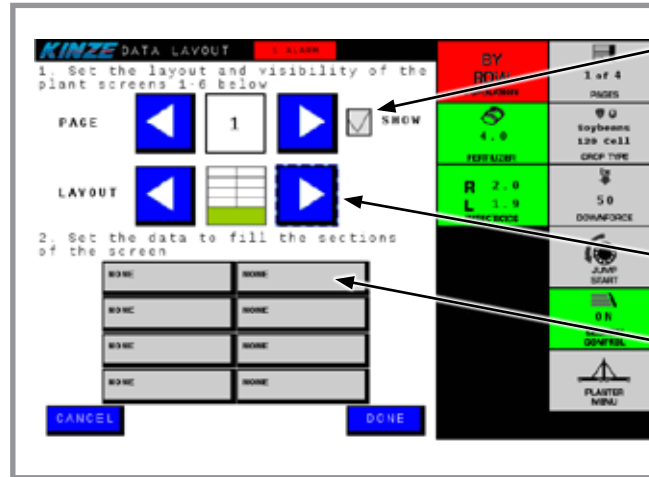 KINZE DATA LAYOUT
1 ALARM
1. Set the layout and visibility of the
plant screens 1-6 below
PAGE
1
SHOW
LAYOUT
2. Set the data to fill the sections
of the screen
NONE NONE
NONE NONE
NONE NONE
NONE NONE
CANCEL
DONE
BY
ROW
4.0
FERTILIZER
R 2.0
L 1.9
1 of 4
PAGES
Soybeans
120 Cell
CROP TYPE
50
DOWNFORCE
JUMP
START
ON
CONTROL
PLANTER
MENU